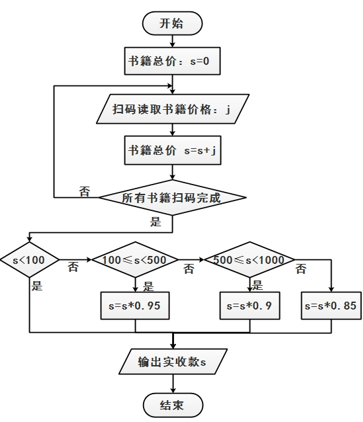 开始
书籍总价：s=0
扫码读取书籍价格：j
书籍总价 s=s+j
所有书籍扫码完成
否
是
s<100
否
100≤s<500
否
500≤s<1000
否
是
是
是
s=s*0.95
s=s*0.9
s=s*0.85
输出实收款s
结束